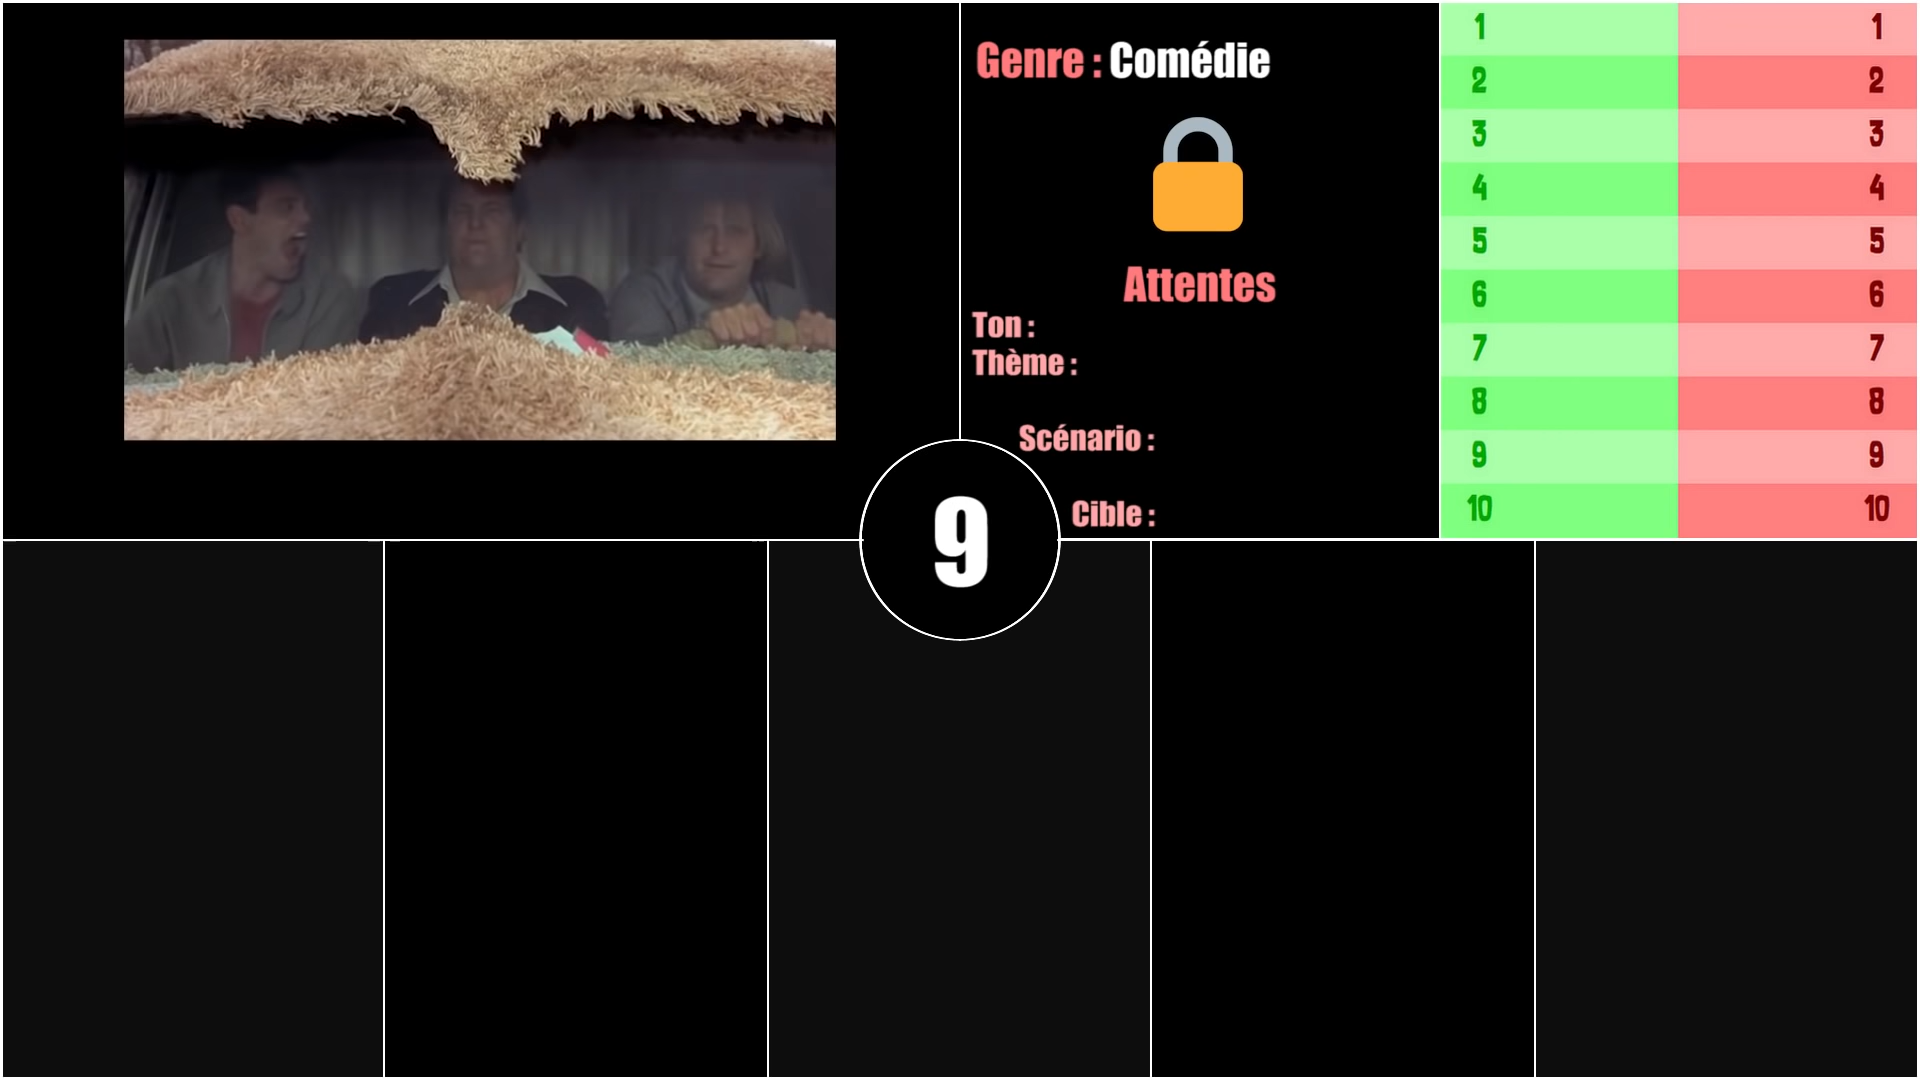 Genre : Comédie
Attentes
Ton :
Thème :
Scénario :
Cible :
9
1 1
2 2
3 3
4 4
5 5
6 6
7 7
8 8
9 9
10 10